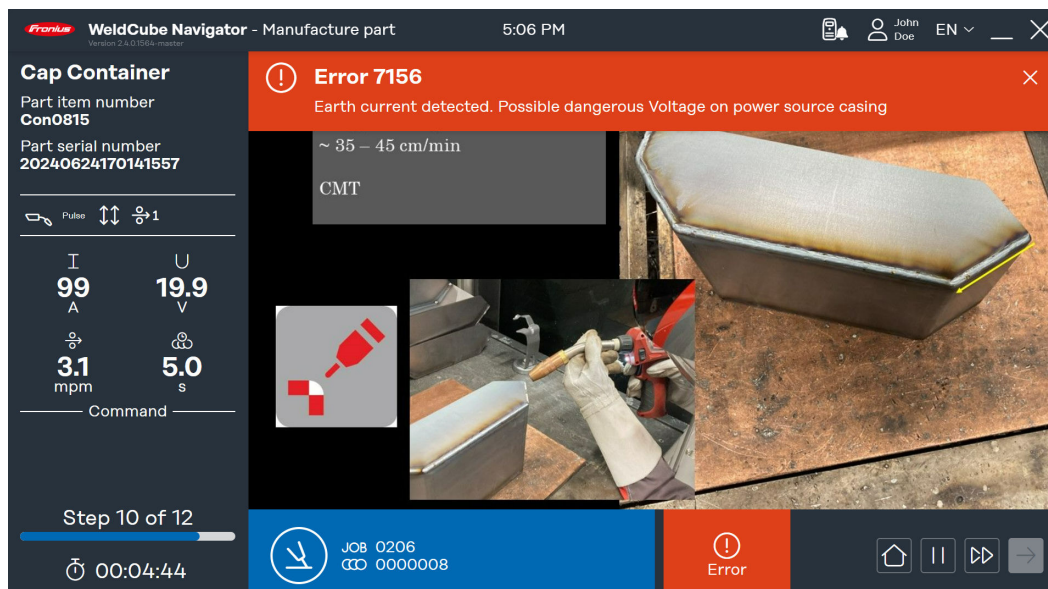 Fronius WeldCube Navigator - Manufacture part 5:06 PM John Doe EN
Version 2.4.0.1564-master
Cap Container
Part item number
Con0815
Part serial number
20240624170141557
Pulse 1
I U
99 19.9
A V
3.1 5.0
mpm s
Command
Step 10 of 12
00:04:44
Error 7156
Earth current detected. Possible dangerous Voltage on power source casing
~ 35 – 45 cm/min
CMT
JOB 0206
0000008
Error